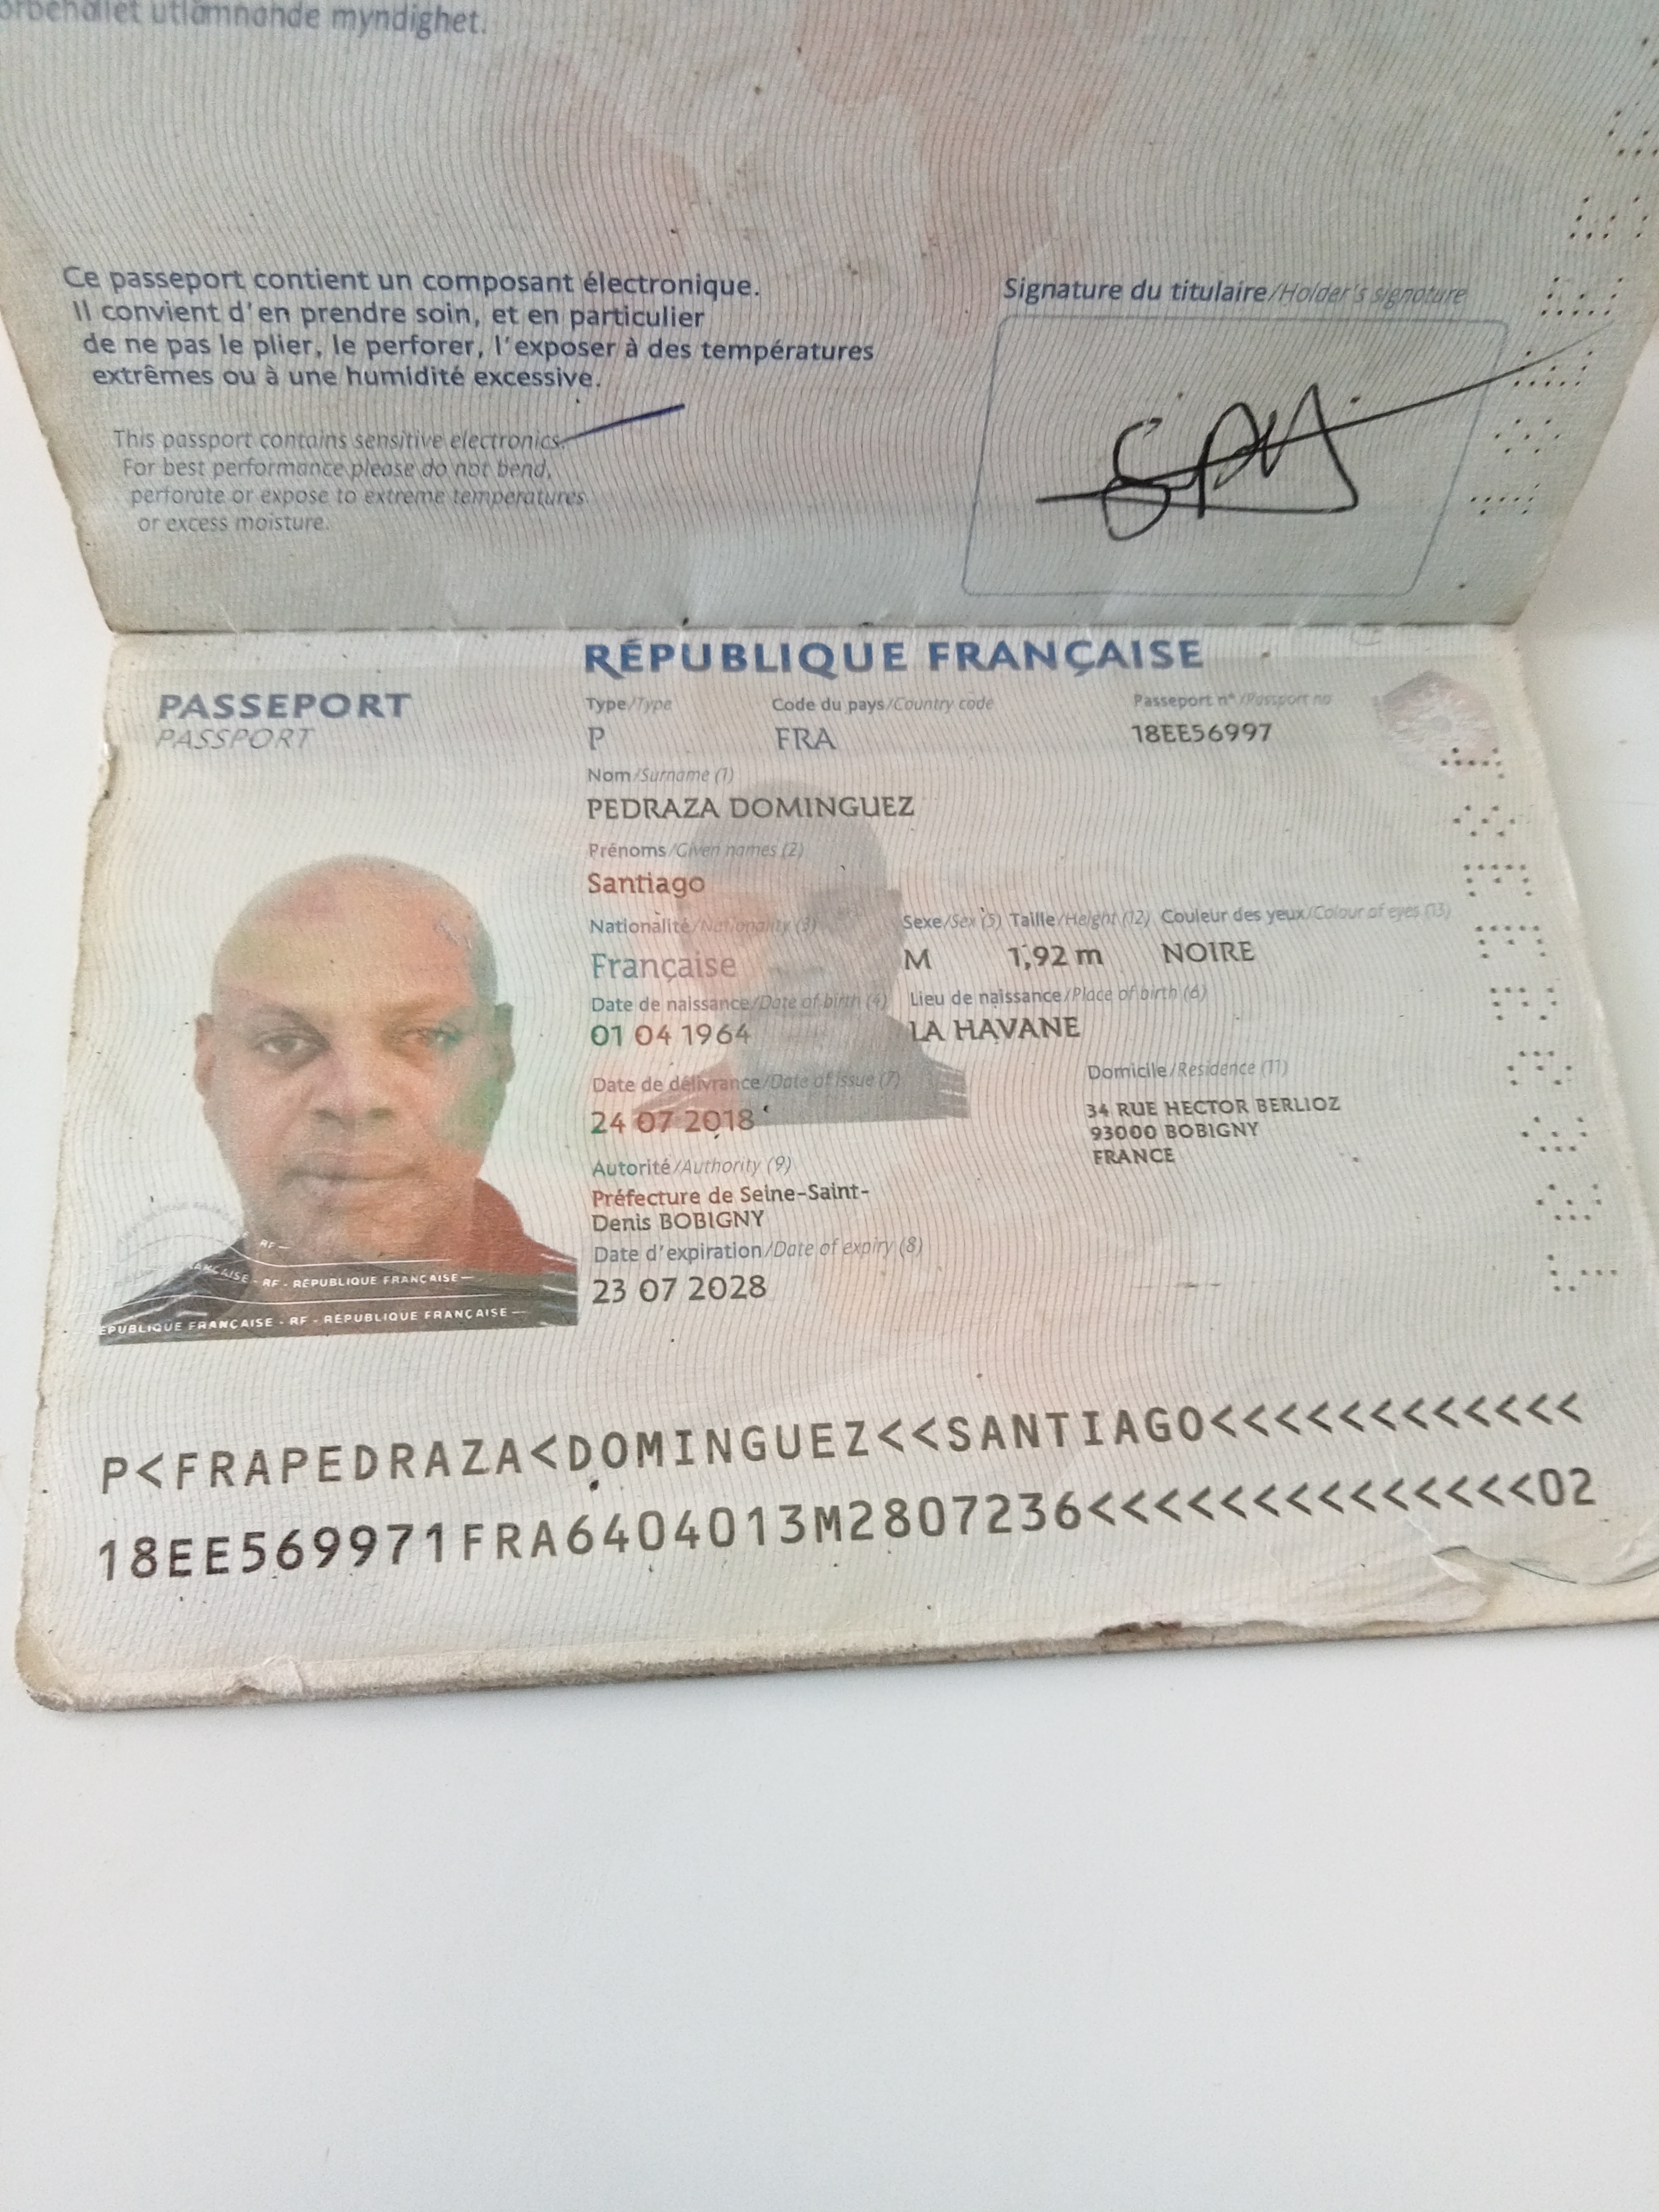 utlämnande myndighet.
Ce passeport contient un composant électronique.
Il convient d'en prendre soin, et en particulier
de ne pas le plier, le perforer, l'exposer à des températures
extrêmes ou à une humidité excessive.
This passport contains sensitive electronics.
For best performance please do not bend,
perforate or expose to extreme temperatures
or excess moisture.
Signature du titulaire/Holder's signature
RÉPUBLIQUE FRANÇAISE
PASSEPORT
PASSPORT
Type/Type Code du pays/Country code Passeport n°/Passport no
P FRA 18EE56997
Nom/Surname (1)
PEDRAZA DOMINGUEZ
Prénoms/Given names (2)
Santiago
Nationalité/Nationality (3) Sexe/Sex (5) Taille/Height (12) Couleur des yeux/Colour of eyes (13)
Française M 1,92 m NOIRE
Date de naissance/Date of birth (4) Lieu de naissance/Place of birth (6)
01 04 1964 LA HAVANE
Date de délivrance/Date of issue (7) Domicile/Residence (11)
24 07 2018 34 RUE HECTOR BERLIOZ
93000 BOBIGNY
FRANCE
Autorité/Authority (9)
Préfecture de Seine-Saint-
Denis BOBIGNY
Date d'expiration/Date of expiry (8)
23 07 2028
RF
RF - RÉPUBLIQUE FRANÇAISE
RÉPUBLIQUE FRANÇAISE - RF - RÉPUBLIQUE FRANÇAISE
P<FRAPEDRAZA<DOMINGUEZ<<SANTIAGO<<<<<<<<<<<<
18EE569971FRA6404013M2807236<<<<<<<<<<<<<<02